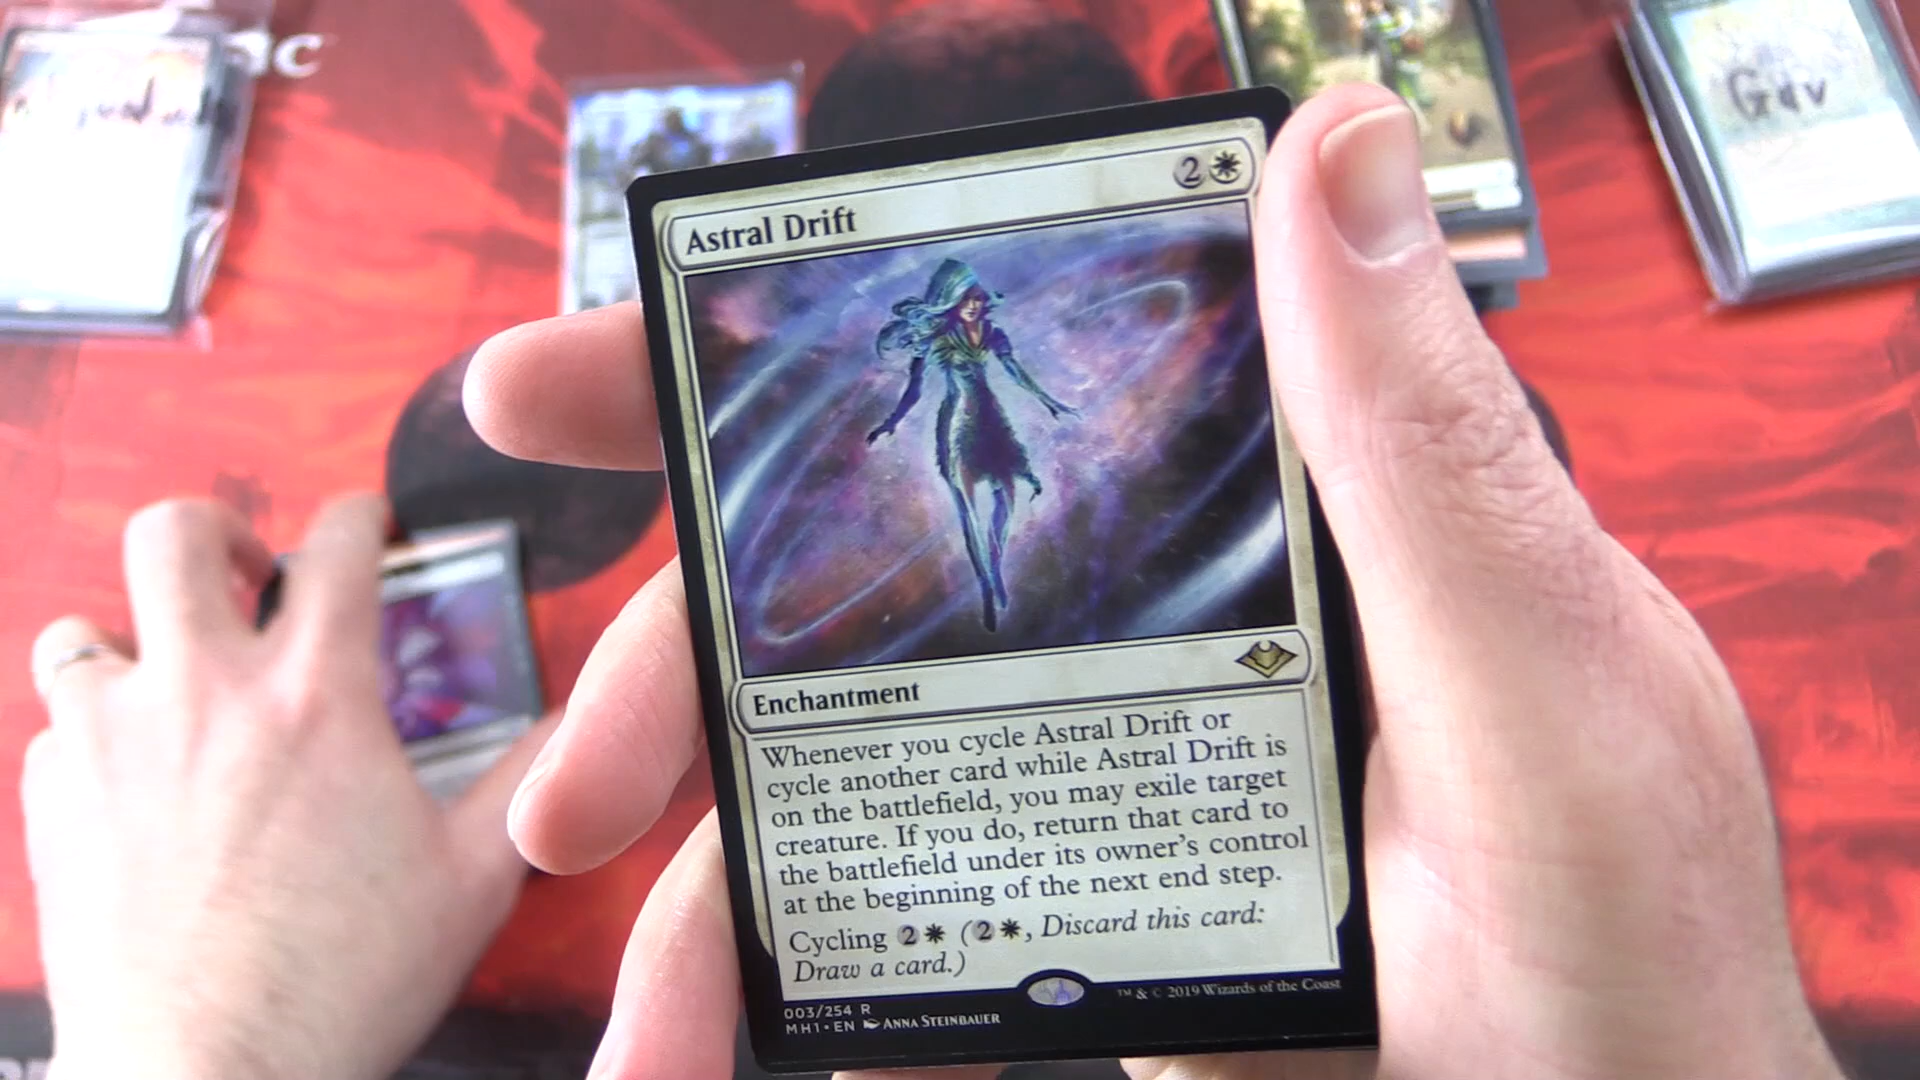 Gdv
Astral Drift
2
Enchantment
Whenever you cycle Astral Drift or
cycle another card while Astral Drift is
on the battlefield, you may exile target
creature. If you do, return that card to
the battlefield under its owner's control
at the beginning of the next end step.
Cycling 2 (2, Discard this card:
Draw a card.)
003/254 R
MH1 • EN ANNA STEINBAUER
™ & © 2019 Wizards of the Coast